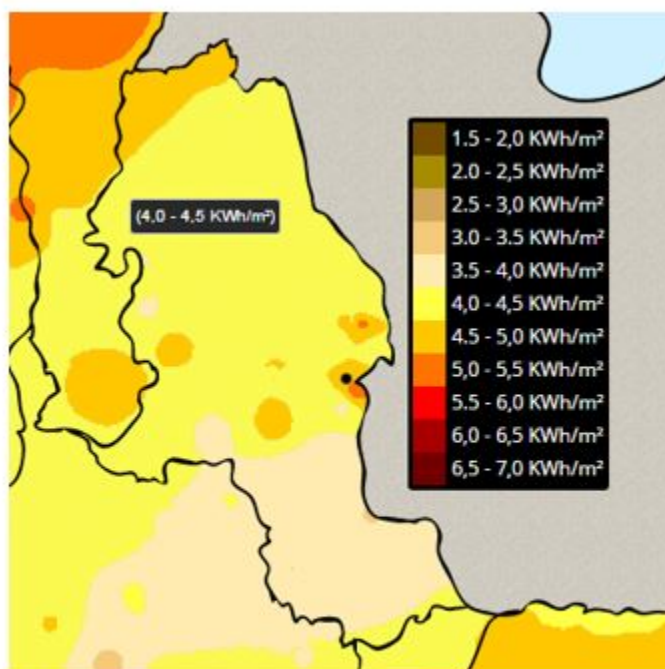 (4,0 - 4,5 KWh/m²)
1.5 - 2,0 KWh/m²
2.0 - 2,5 KWh/m²
2.5 - 3,0 KWh/m²
3.0 - 3.5 KWh/m²
3.5 - 4,0 KWh/m²
4,0 - 4,5 KWh/m²
4.5 - 5,0 KWh/m²
5,0 - 5,5 KWh/m²
5.5 - 6,0 KWh/m²
6,0 - 6,5 KWh/m²
6,5 - 7,0 KWh/m²